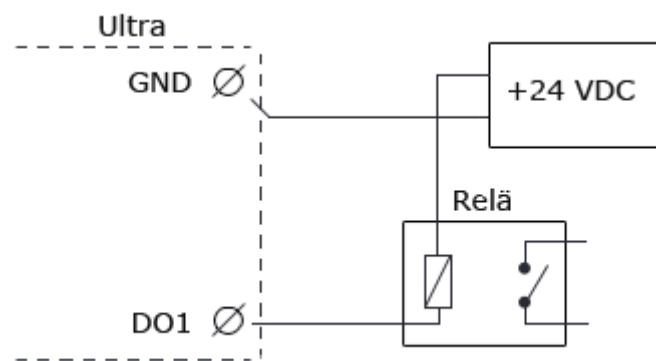 Ultra
GND
+24 VDC
Relä
DO1